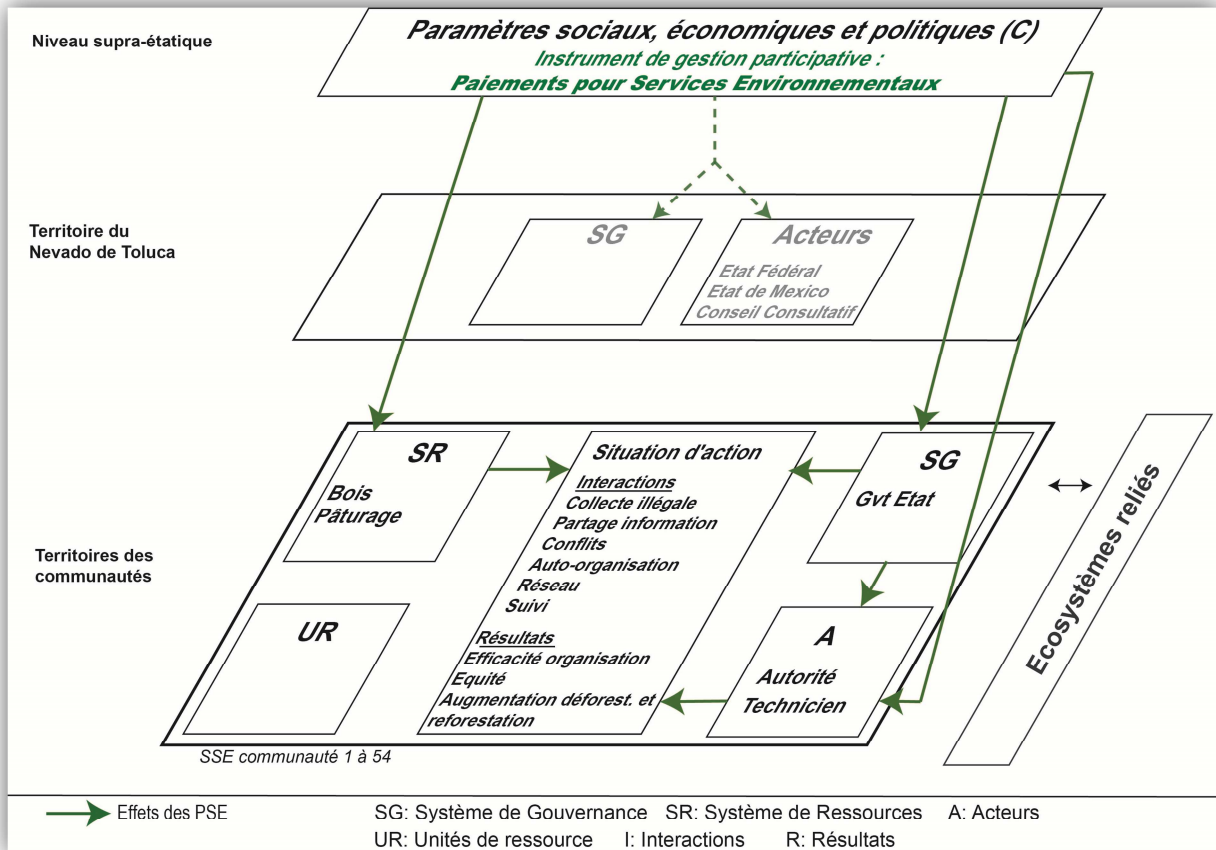 Niveau supra-étatique
Paramètres sociaux, économiques et politiques (C)
Instrument de gestion participative :
Paiements pour Services Environnementaux
Territoire du
Nevado de Toluca
SG
Acteurs
Etat Fédéral
Etat de Mexico
Conseil Consultatif
Territoires des
communautés
SR
Bois
Pâturage
UR
Situation d'action
Interactions
Collecte illégale
Partage information
Conflits
Auto-organisation
Réseau
Suivi
Résultats
Efficacité organisation
Equité
Augmentation déforest. et
reforestation
SG
Gvt Etat
A
Autorité
Technicien
Ecosystèmes reliés
SSE communauté 1 à 54
Effets des PSE
SG: Système de Gouvernance SR: Système de Ressources A: Acteurs
UR: Unités de ressource I: Interactions R: Résultats